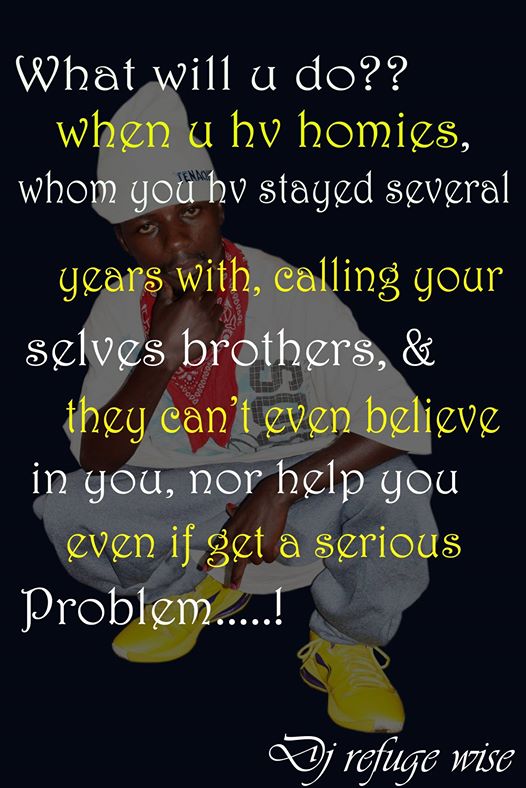 What will u do??
when u hv homies,
whom you hv stayed several
years with, calling your
selves brothers, &
they can't even believe
in you, nor help you
even if get a serious
Problem.....!
Dj refuge wise